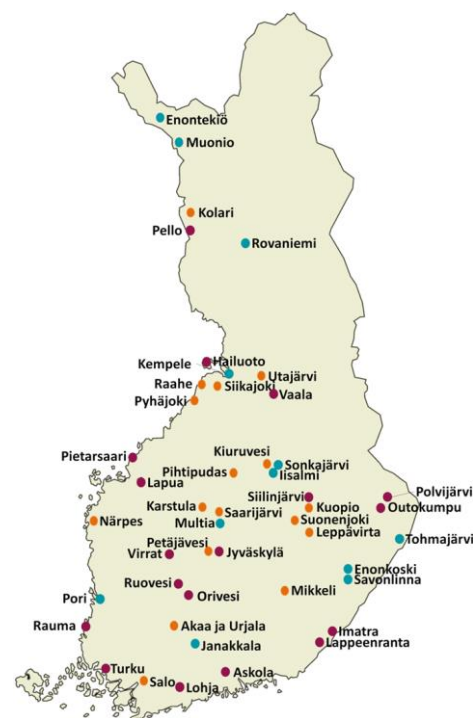 Enontekiö
Muonio
Kolari
Pello
Rovaniemi
Hailuoto
Kempele
Utajärvi
Raahe
Siikajoki
Vaala
Pyhäjoki
Kiuruvesi
Pietarsaari
Sonkajärvi
Pihtipudas
Iisalmi
Lapua
Siilinjärvi
Polvijärvi
Karstula
Kuopio
Outokumpu
Saarijärvi
Närpes
Suonenjoki
Multia
Leppävirta
Tohmajärvi
Petäjävesi
Jyväskylä
Virrat
Enonkoski
Savonlinna
Ruovesi
Mikkeli
Orivesi
Pori
Rauma
Akaa ja Urjala
Imatra
Lappeenranta
Janakkala
Turku
Askola
Salo
Lohja